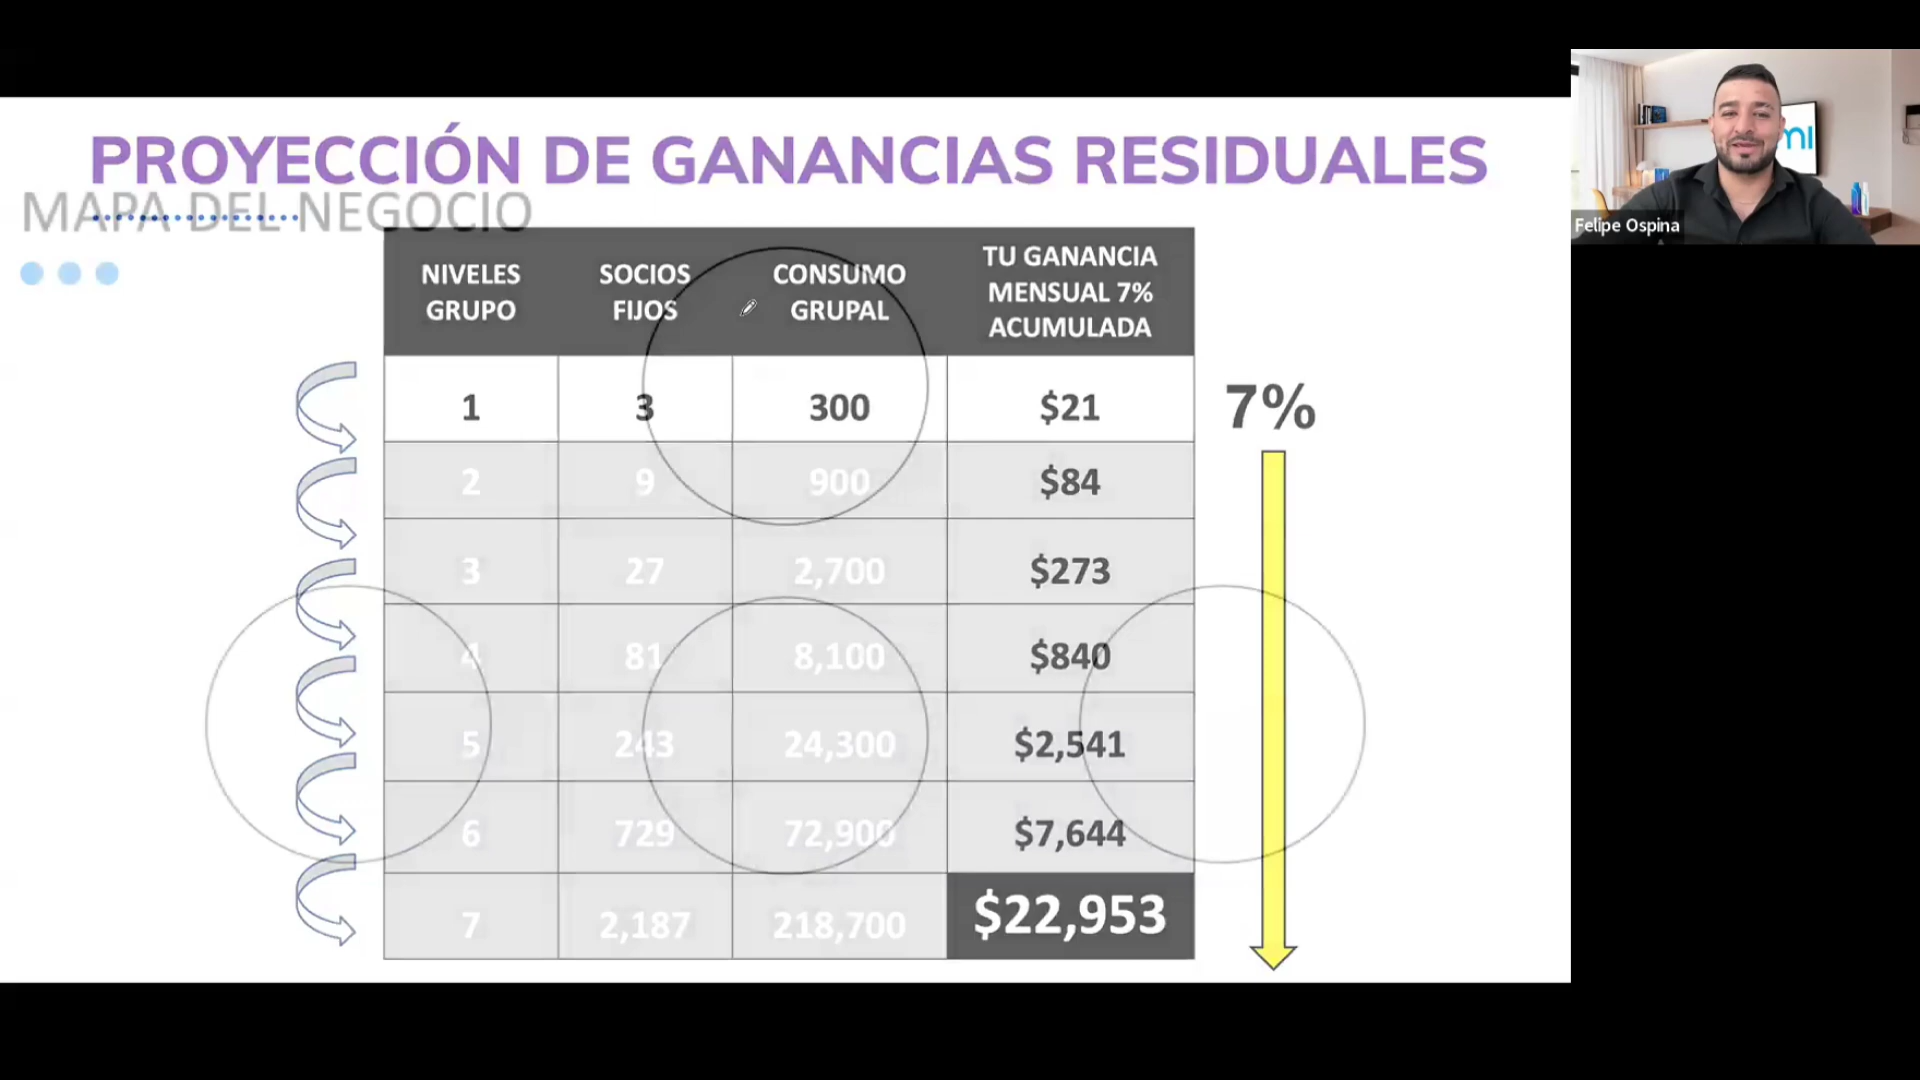 PROYECCIÓN DE GANANCIAS RESIDUALES
MAPA DEL NEGOCIO
NIVELES GRUPO
SOCIOS FIJOS
CONSUMO GRUPAL
TU GANANCIA MENSUAL 7% ACUMULADA
1 3 300 $21
2 9 900 $84
3 27 2,700 $273
4 81 8,100 $840
5 243 24,300 $2,541
6 729 72,900 $7,644
7 2,187 218,700 $22,953
7%
Felipe Ospina